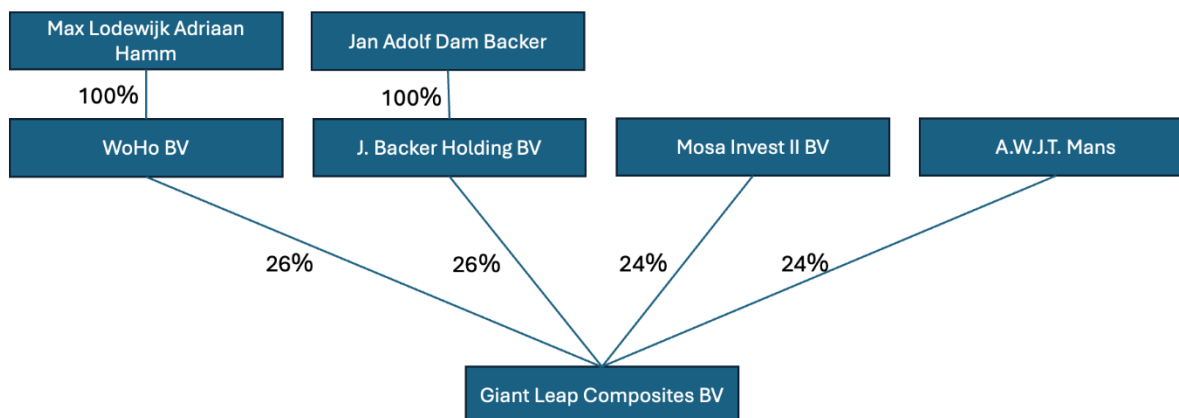 Max Lodewijk Adriaan
Hamm
Jan Adolf Dam Backer
100%
100%
WoHo BV
J. Backer Holding BV
Mosa Invest II BV
A.W.J.T. Mans
26%
26%
24%
24%
Giant Leap Composites BV